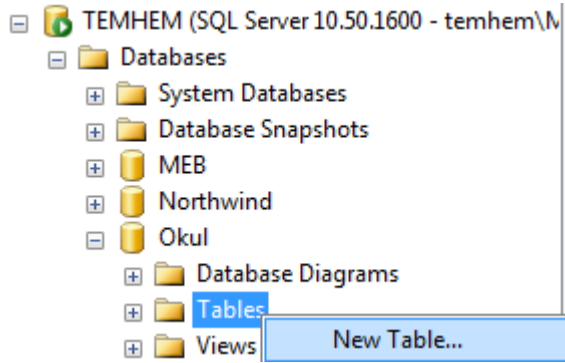 TEMHEM (SQL Server 10.50.1600 - temhem\M
Databases
System Databases
Database Snapshots
MEB
Northwind
Okul
Database Diagrams
Tables
New Table...
Views